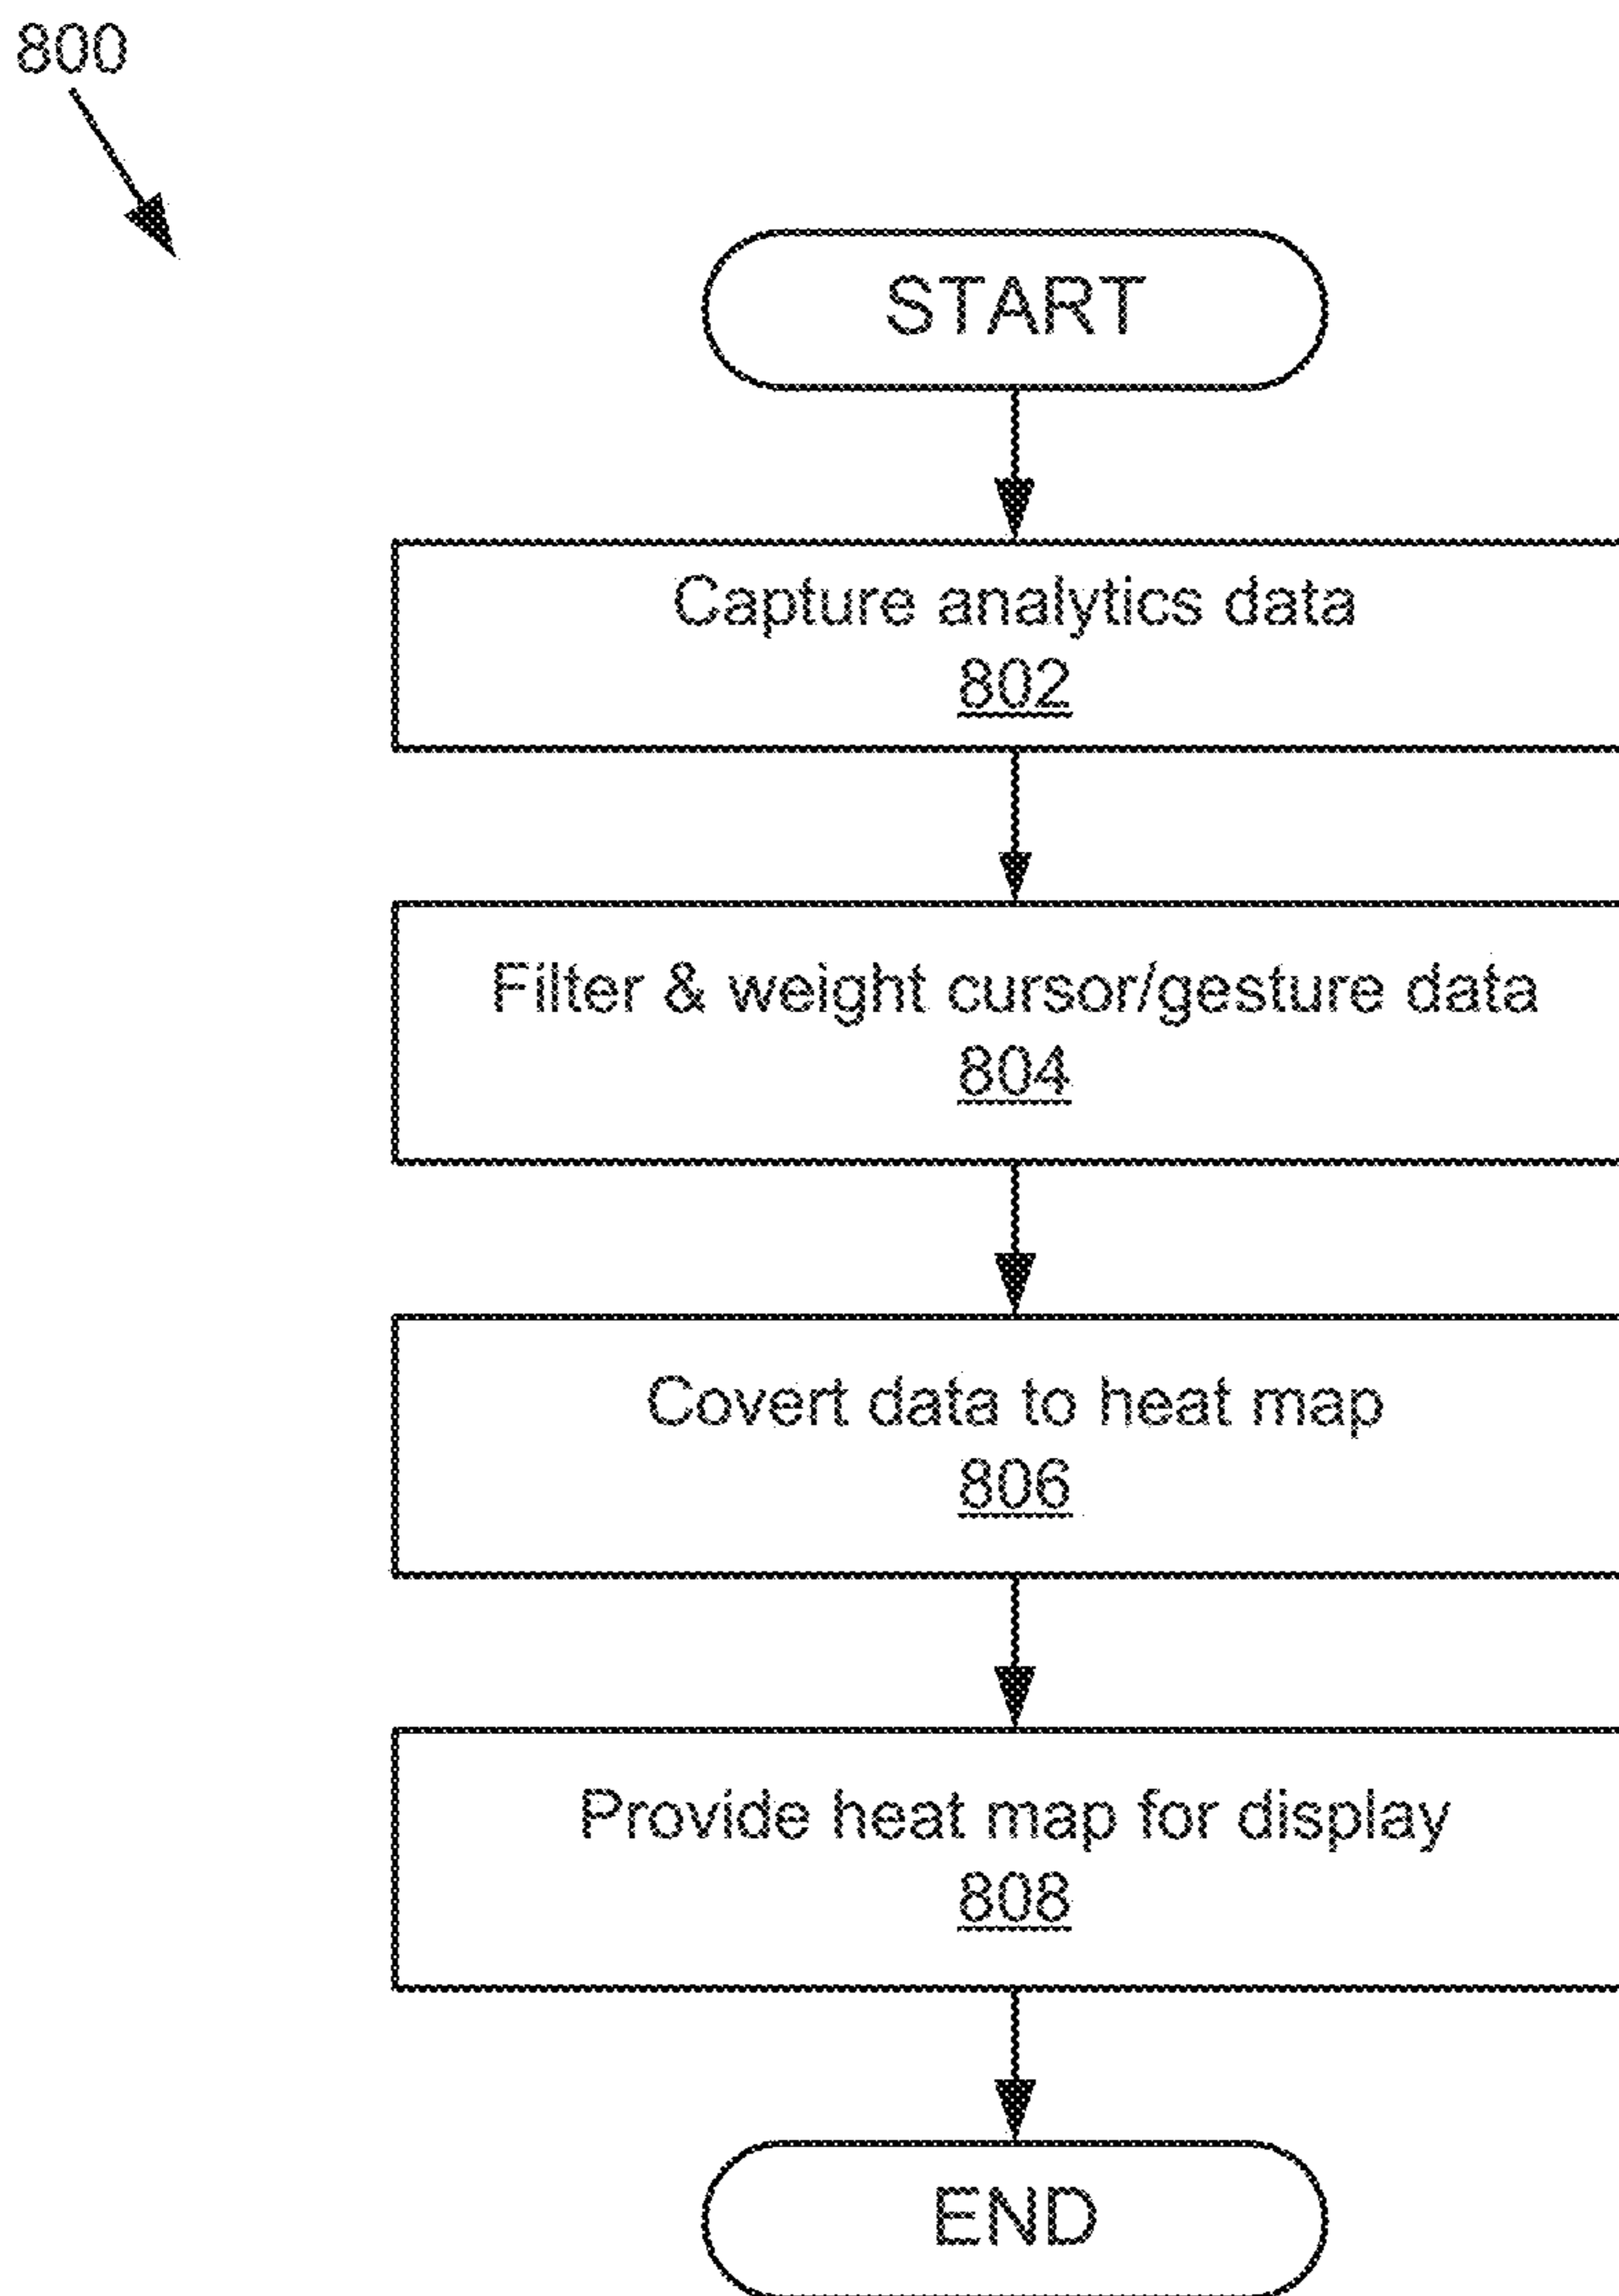 800
START
Capture analytics data
802
Filter & weight cursor/gesture data
804
Covert data to heat map
806
Provide heat map for display
808
END